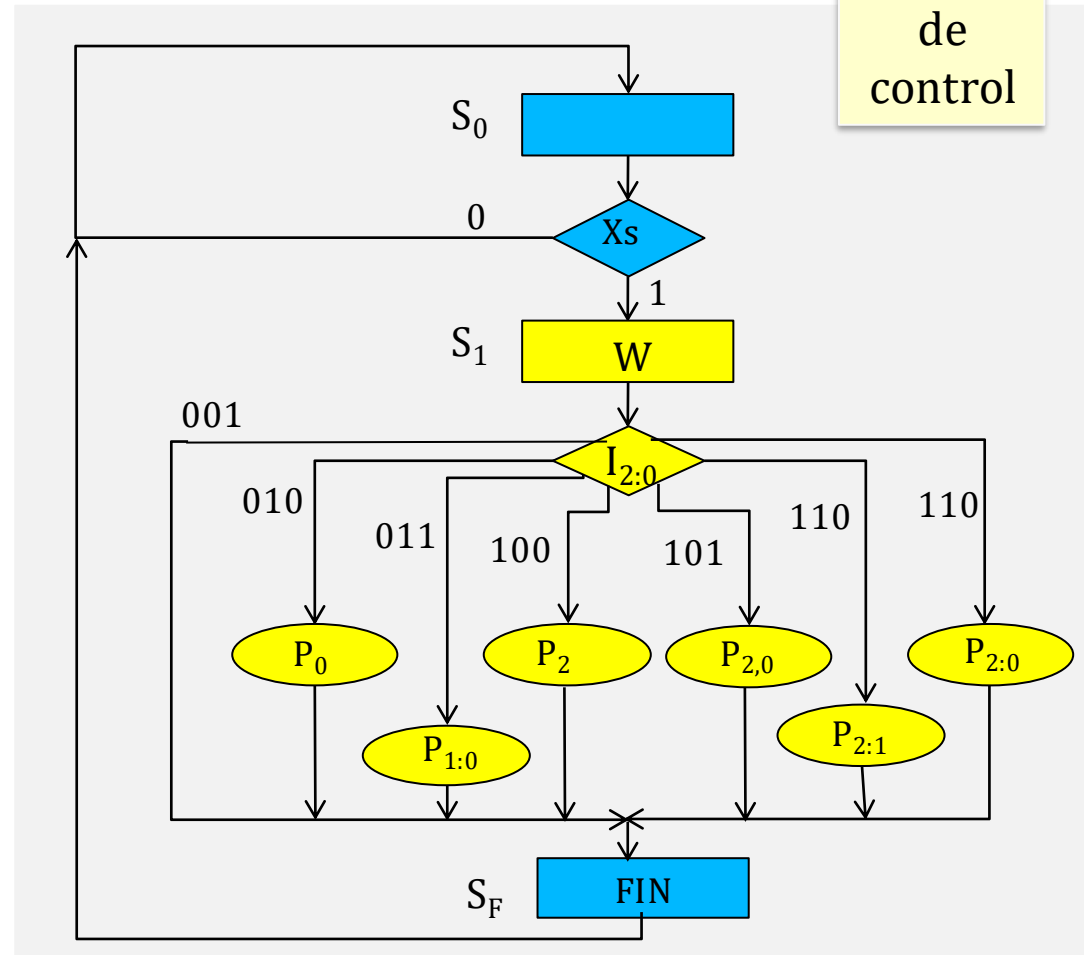 de
control
S₀
0
Xs
1
S₁
W
001
I₂:₀
010
011
100
101
110
110
P₀
P₂
P₂,₀
P₂:₀
P₁:₀
P₂:₁
S_F
FIN